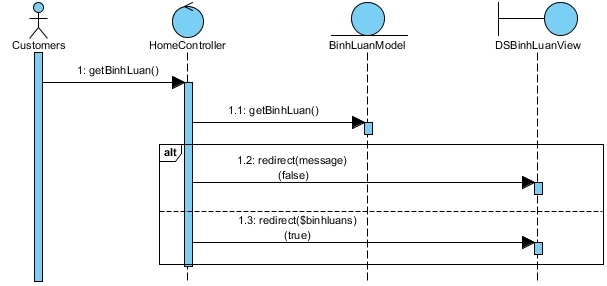 Customers
HomeController
BinhLuanModel
DSBinhLuanView
1: getBinhLuan()
1.1: getBinhLuan()
alt
1.2: redirect(message)
(false)
1.3: redirect($binhluans)
(true)